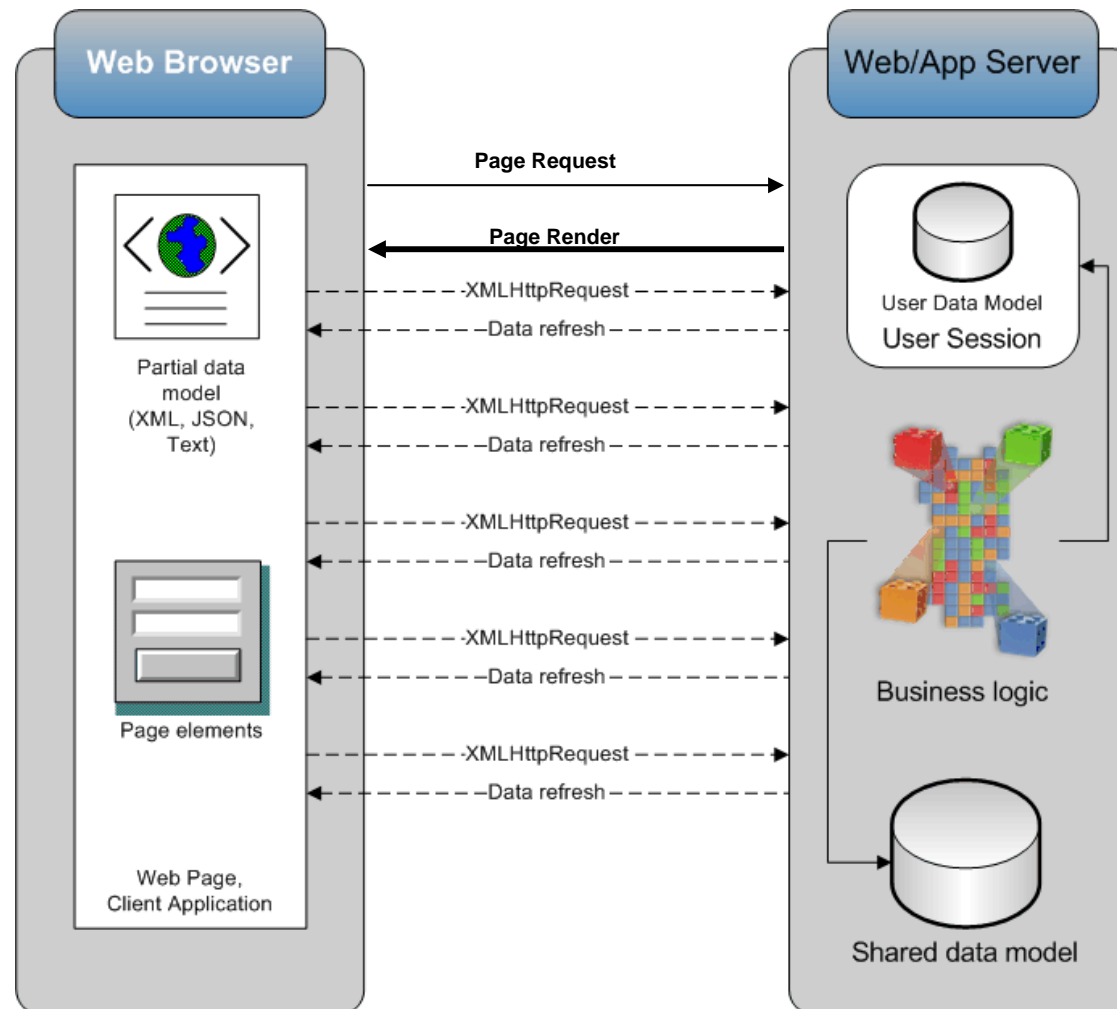 Web Browser
Web/App Server
Page Request
Page Render
XMLHttpRequest
Data refresh
XMLHttpRequest
Data refresh
XMLHttpRequest
Data refresh
XMLHttpRequest
Data refresh
XMLHttpRequest
Data refresh
Partial data
model
(XML, JSON,
Text)
Page elements
Web Page,
Client Application
User Data Model
User Session
Business logic
Shared data model